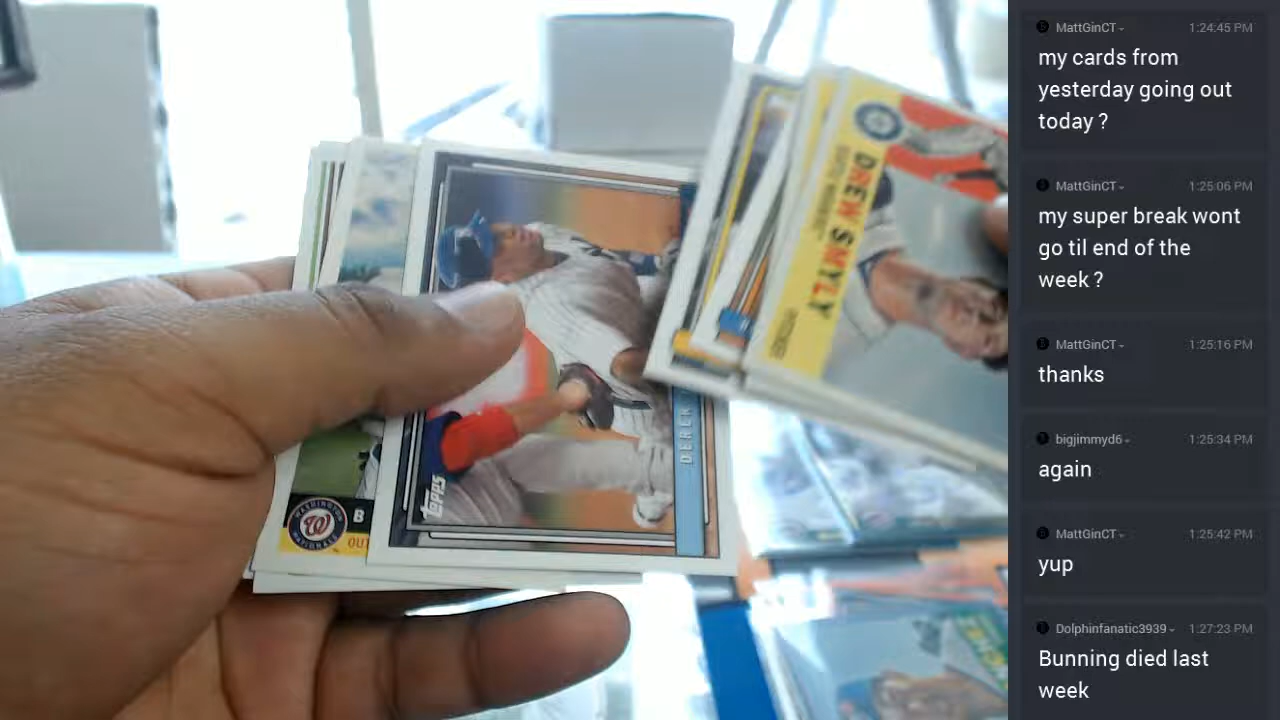 DREW SMYLY
TOPPS
DEREK
WASHINGTON
NATIONALS
B
OUT
MattGinCT
1:24:45 PM
my cards from
yesterday going out
today ?
MattGinCT
1:25:06 PM
my super break wont
go til end of the
week ?
MattGinCT
1:25:16 PM
thanks
bigjimmyd6
1:25:34 PM
again
MattGinCT
1:25:42 PM
yup
Dolphinfanatic3939
1:27:23 PM
Bunning died last
week